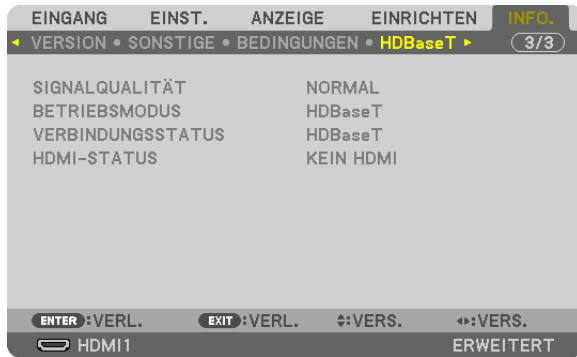 EINGANG EINST. ANZEIGE EINRICHTEN INFO.
◂ VERSION • SONSTIGE • BEDINGUNGEN • HDBaseT ▸ 3/3
SIGNALQUALITÄT NORMAL
BETRIEBSMODUS HDBaseT
VERBINDUNGSSTATUS HDBaseT
HDMI-STATUS KEIN HDMI
ENTER:VERL. EXIT:VERL. ♦:VERS. ◂▸:VERS.
HDMI1 ERWEITERT